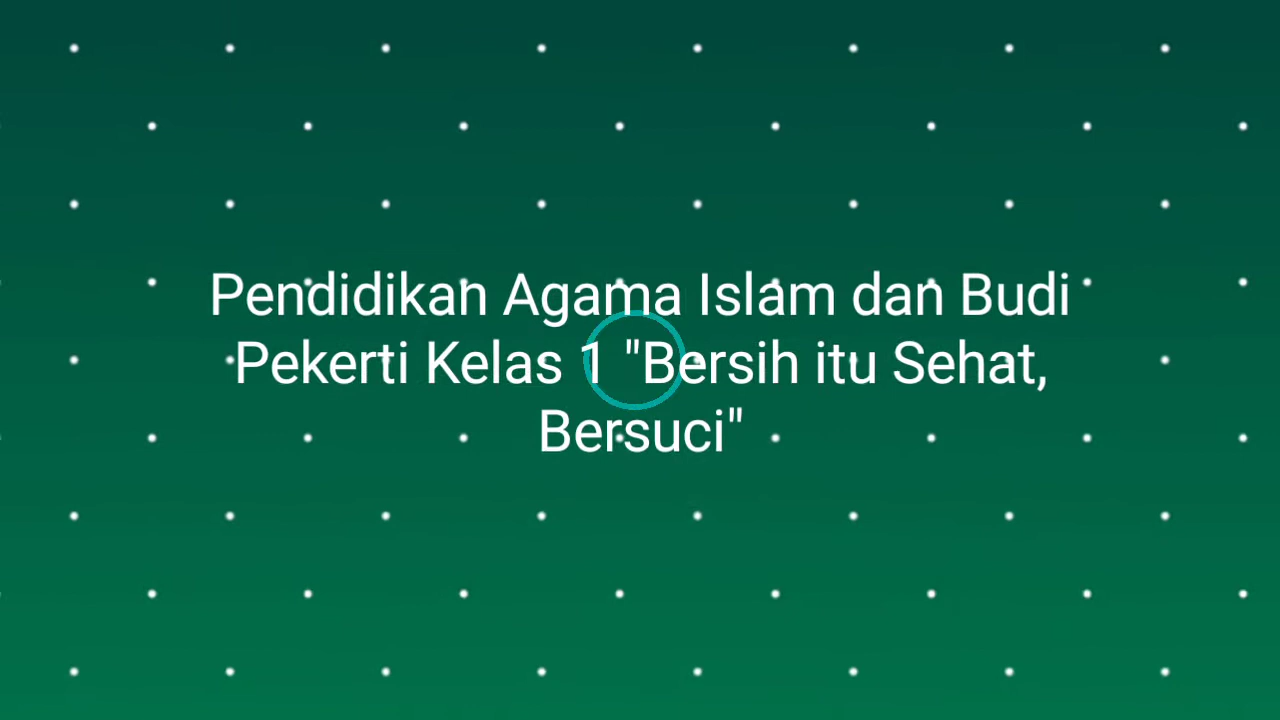 Pendidikan Agama Islam dan Budi
Pekerti Kelas 1 "Bersih itu Sehat,
Bersuci"